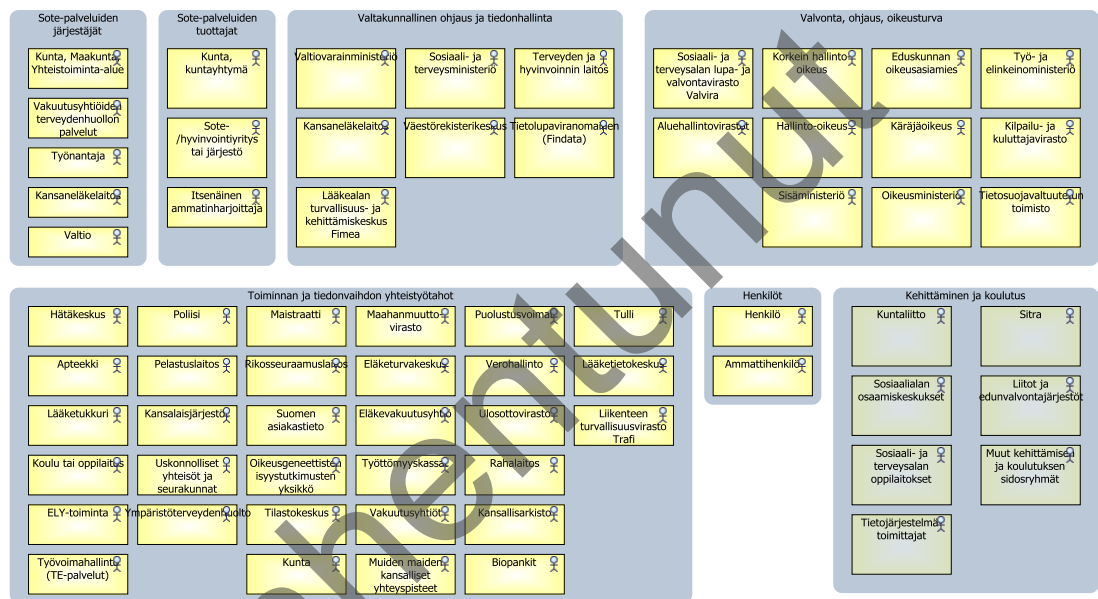 Sote-palveluiden
järjestäjät
Kunta, Maakunta,
Yhteistoiminta-alue
Vakuutusyhtiöiden
terveydenhuollon
palvelut
Työnantaja
Kansaneläkelaitos
Valtio
Sote-palveluiden
tuottajat
Kunta,
kuntayhtymä
Sote-
/hyvinvointiyritys
tai järjestö
Itsenäinen
ammatinharjoittaja
Valtakunnallinen ohjaus ja tiedonhallinta
Valtiovarainministeriö
Sosiaali- ja
terveysministeriö
Terveyden ja
hyvinvoinnin laitos
Kansaneläkelaitos
Väestörekisterikeskus
Tietolupaviranomainen
(Findata)
Lääkealan
turvallisuus- ja
kehittämiskeskus
Fimea
Valvonta, ohjaus, oikeusturva
Sosiaali- ja
terveysalan lupa- ja
valvontavirasto
Valvira
Korkein hallinto-
oikeus
Eduskunnan
oikeusasiamies
Työ- ja
elinkeinoministeriö
Aluehallintovirastot
Hallinto-oikeus
Käräjäoikeus
Kilpailu- ja
kuluttajavirasto
Sisäministeriö
Oikeusministeriö
Tietosuojavaltuutetun
toimisto
Toiminnan ja tiedonvaihdon yhteistyötahot
Hätäkeskus
Poliisi
Maistraatti
Maahanmuutto-
virasto
Puolustusvoimat
Tulli
Apteekki
Pelastuslaitos
Rikosseuraamuslaitos
Eläketurvakeskus
Verohallinto
Lääketietokeskus
Lääketukkuri
Kansalaisjärjestöt
Suomen
asiakastieto
Eläkevakuutusyhtiö
Ulosottovirasto
Liikenteen
turvallisuusvirasto
Trafi
Koulu tai oppilaitos
Uskonnolliset
yhteisöt ja
seurakunnat
Oikeusgeneettisten
isyystutkimusten
yksikkö
Työttömyyskassa
Rahalaitos
ELY-toiminta
Ympäristöterveydenhuolto
Tilastokeskus
Vakuutusyhtiöt
Kansallisarkisto
Työvoimahallinto
(TE-palvelut)
Kunta
Muiden maiden
kansalliset
yhteyspisteet
Biopankit
Henkilöt
Henkilö
Ammattihenkilö
Kehittäminen ja koulutus
Kuntaliitto
Sitra
Sosiaalialan
osaamiskeskukset
Liitot ja
edunvalvontajärjestöt
Sosiaali- ja
terveysalan
oppilaitokset
Muut kehittämisen
ja koulutuksen
sidosryhmät
Tietojärjestelmä-
toimittajat